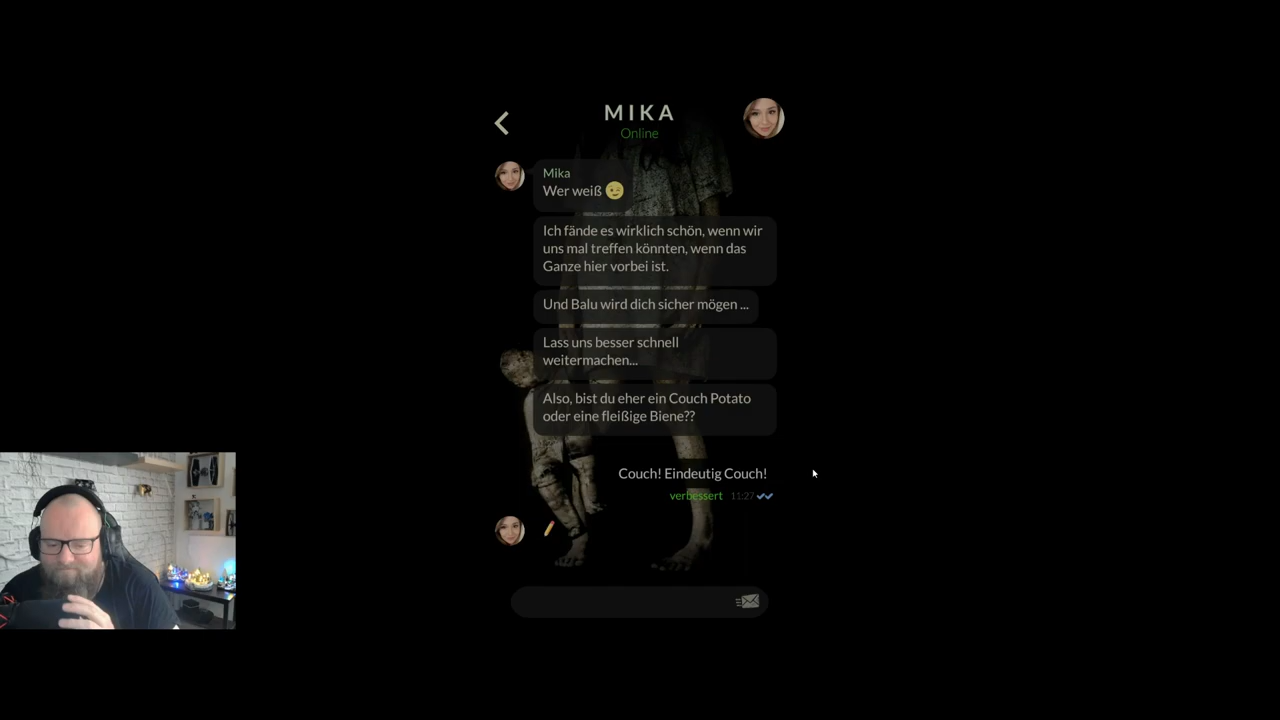 MIKA
Online
Mika
Wer weiß 😉
Ich fände es wirklich schön, wenn wir
uns mal treffen könnten, wenn das
Ganze hier vorbei ist.
Und Balu wird dich sicher mögen ...
Lass uns besser schnell
weitermachen...
Also, bist du eher ein Couch Potato
oder eine fleißige Biene??
Couch! Eindeutig Couch!
verbessert 11:27